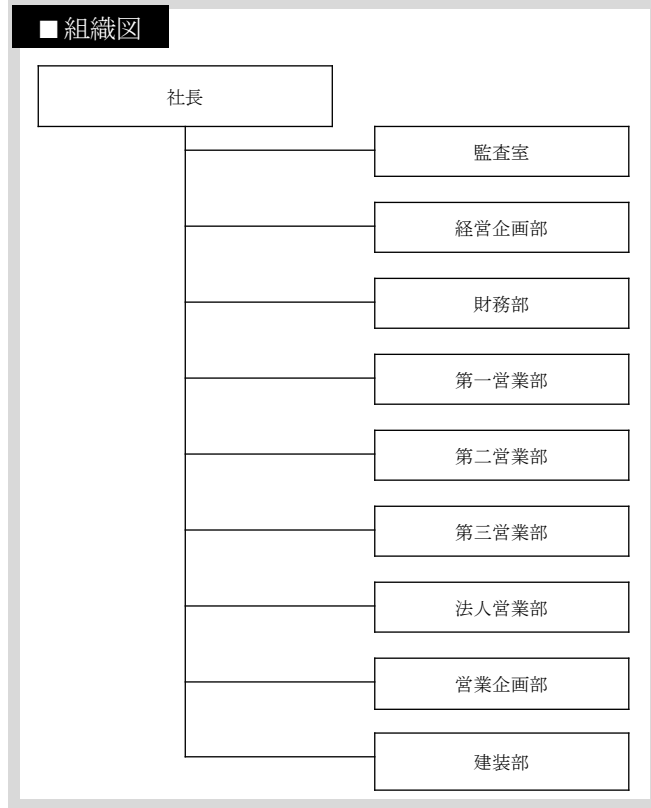 ■組織図
社長
監査室
経営企画部
財務部
第一営業部
第二営業部
第三営業部
法人営業部
営業企画部
建装部